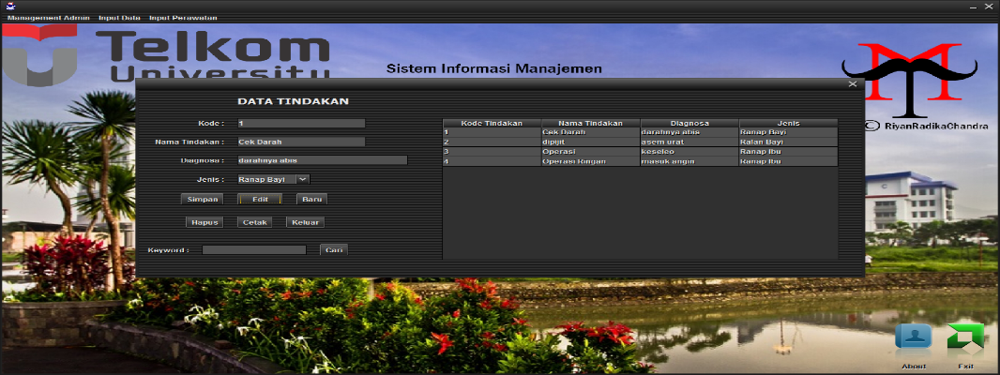 Management Admin Input Data Input Perawatan
Telkom
University
Sistem Informasi Manajemen
M
© RiyanRadikaChandra
DATA TINDAKAN
Kode : 1
Nama Tindakan : Cek Darah
Diagnosa : darahnya abis
Jenis : Ranap Bayi
Simpan Edit Baru
Hapus Cetak Keluar
Keyword : Cari
Kode Tindakan Nama Tindakan Diagnosa Jenis
1 Cek Darah darahnya abis Ranap Bayi
2 dipijit asem urat Ralan Bayi
3 Operasi keseleo Ranap Ibu
4 Operasi Ringan masuk angin Ranap Ibu
About Exit